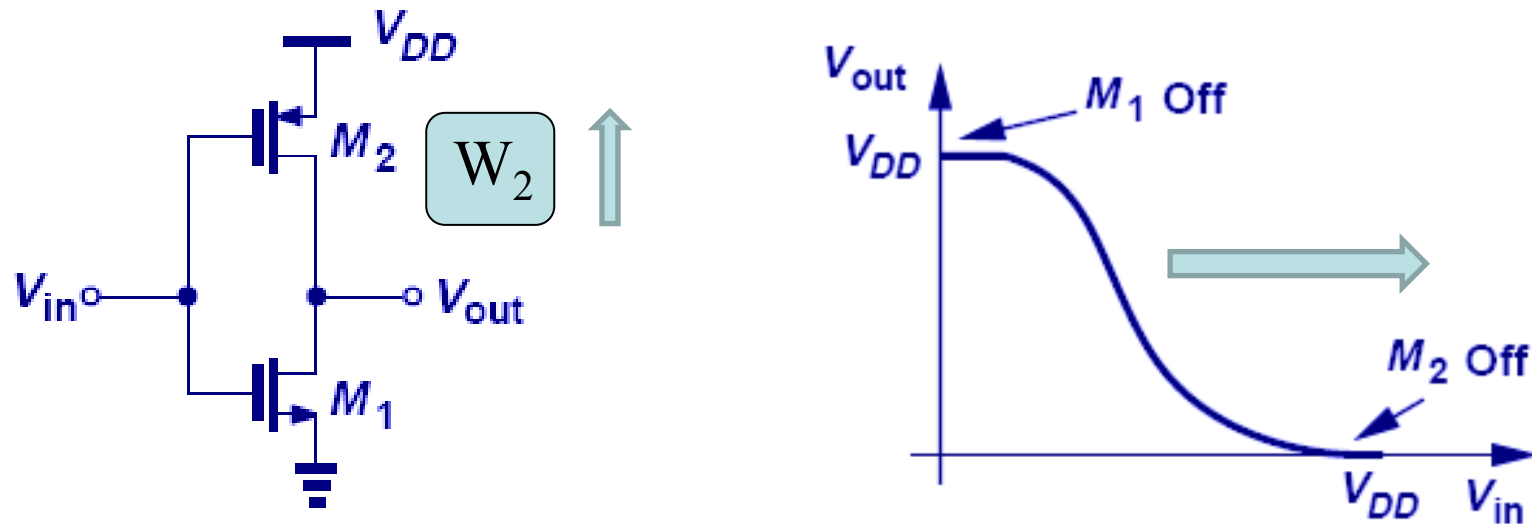 V_DD
M_2
W_2
V_in
V_out
M_1
V_out
M_1 Off
V_DD
M_2 Off
V_DD
V_in